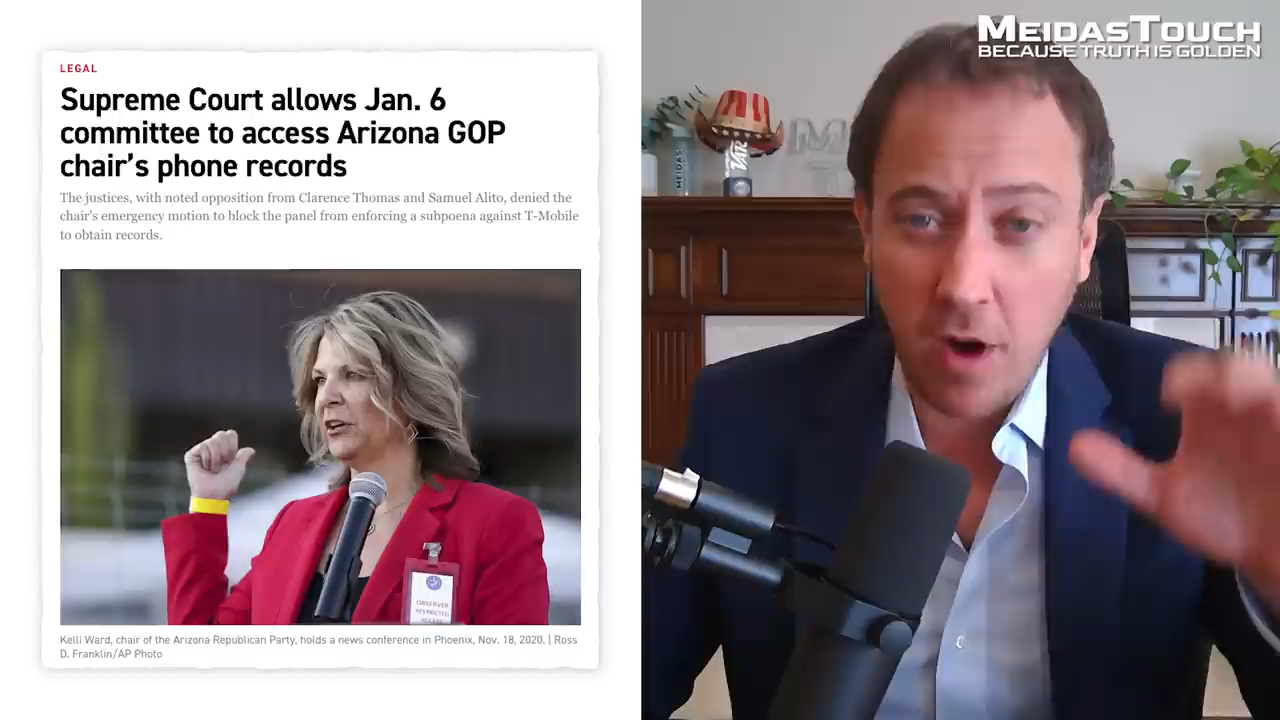 LEGAL
Supreme Court allows Jan. 6
committee to access Arizona GOP
chair’s phone records
The justices, with noted opposition from Clarence Thomas and Samuel Alito, denied the
chair’s emergency motion to block the panel from enforcing a subpoena against T-Mobile
to obtain records.
OBSERVER
RESTRICTED
ACCESS
Kelli Ward, chair of the Arizona Republican Party, holds a news conference in Phoenix, Nov. 18, 2020. | Ross
D. Franklin/AP Photo
MEIDASTOUCH
BECAUSE TRUTH IS GOLDEN
MEIDAS